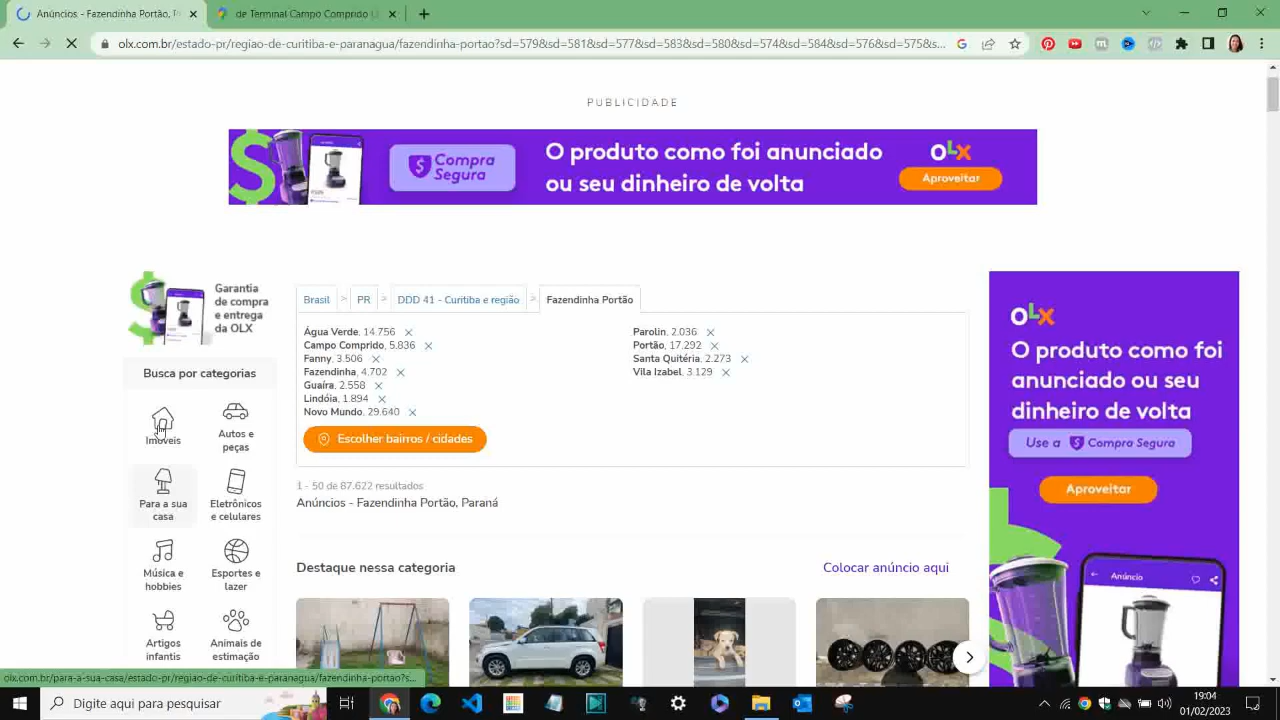 Anúncios - Fazendinha Portão, P
de Terminal Campo Comprido (
olx.com.br/estado-pr/regiao-de-curitiba-e-paranagua/fazendinha-portao?sd=579&sd=581&sd=577&sd=583&sd=580&sd=574&sd=584&sd=576&sd=575&s...
PUBLICIDADE
Compra
Segura
O produto como foi anunciado
ou seu dinheiro de volta
OLX
Aproveitar
Garantia
de compra
e entrega
da OLX
Brasil > PR > DDD 41 - Curitiba e região > Fazendinha Portão
Água Verde, 14.756
Campo Comprido, 5.836
Fanny, 3.506
Fazendinha, 4.702
Guaíra, 2.558
Lindóia, 1.894
Novo Mundo, 29.640
Parolin, 2.036
Portão, 17.292
Santa Quitéria, 2.273
Vila Izabel, 3.129
Escolher bairros / cidades
Busca por categorias
Imóveis
Autos e
peças
Para a sua
casa
Eletrônicos
e celulares
Música e
hobbies
Esportes e
lazer
Artigos
infantis
Animais de
estimação
1 - 50 de 87.622 resultados
Anúncios - Fazendinha Portão, Paraná
Destaque nessa categoria
Colocar anúncio aqui
OLX
O produto como foi
anunciado ou seu
dinheiro de volta
Use a Compra Segura
Aproveitar
Anúncio
olx.com.br/para-a-sua-casa/estado-pr/regiao-de-curitiba-e-paranagua/fazendinha-portao?s...
Digite aqui para pesquisar
19:04
01/02/2023